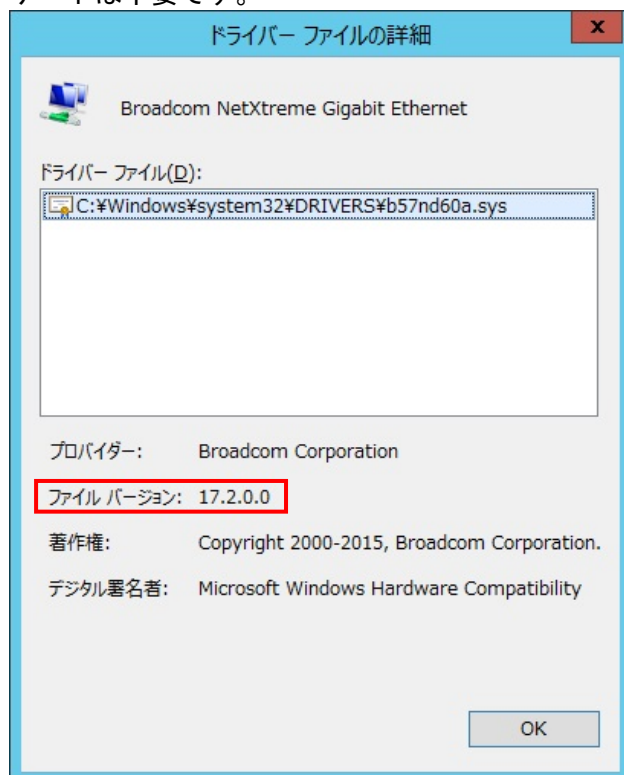 ドライバー ファイルの詳細
x
Broadcom NetXtreme Gigabit Ethernet
ドライバー ファイル(D):
C:¥Windows¥system32¥DRIVERS¥b57nd60a.sys
プロバイダー: Broadcom Corporation
ファイル バージョン: 17.2.0.0
著作権: Copyright 2000-2015, Broadcom Corporation.
デジタル署名者: Microsoft Windows Hardware Compatibility
OK